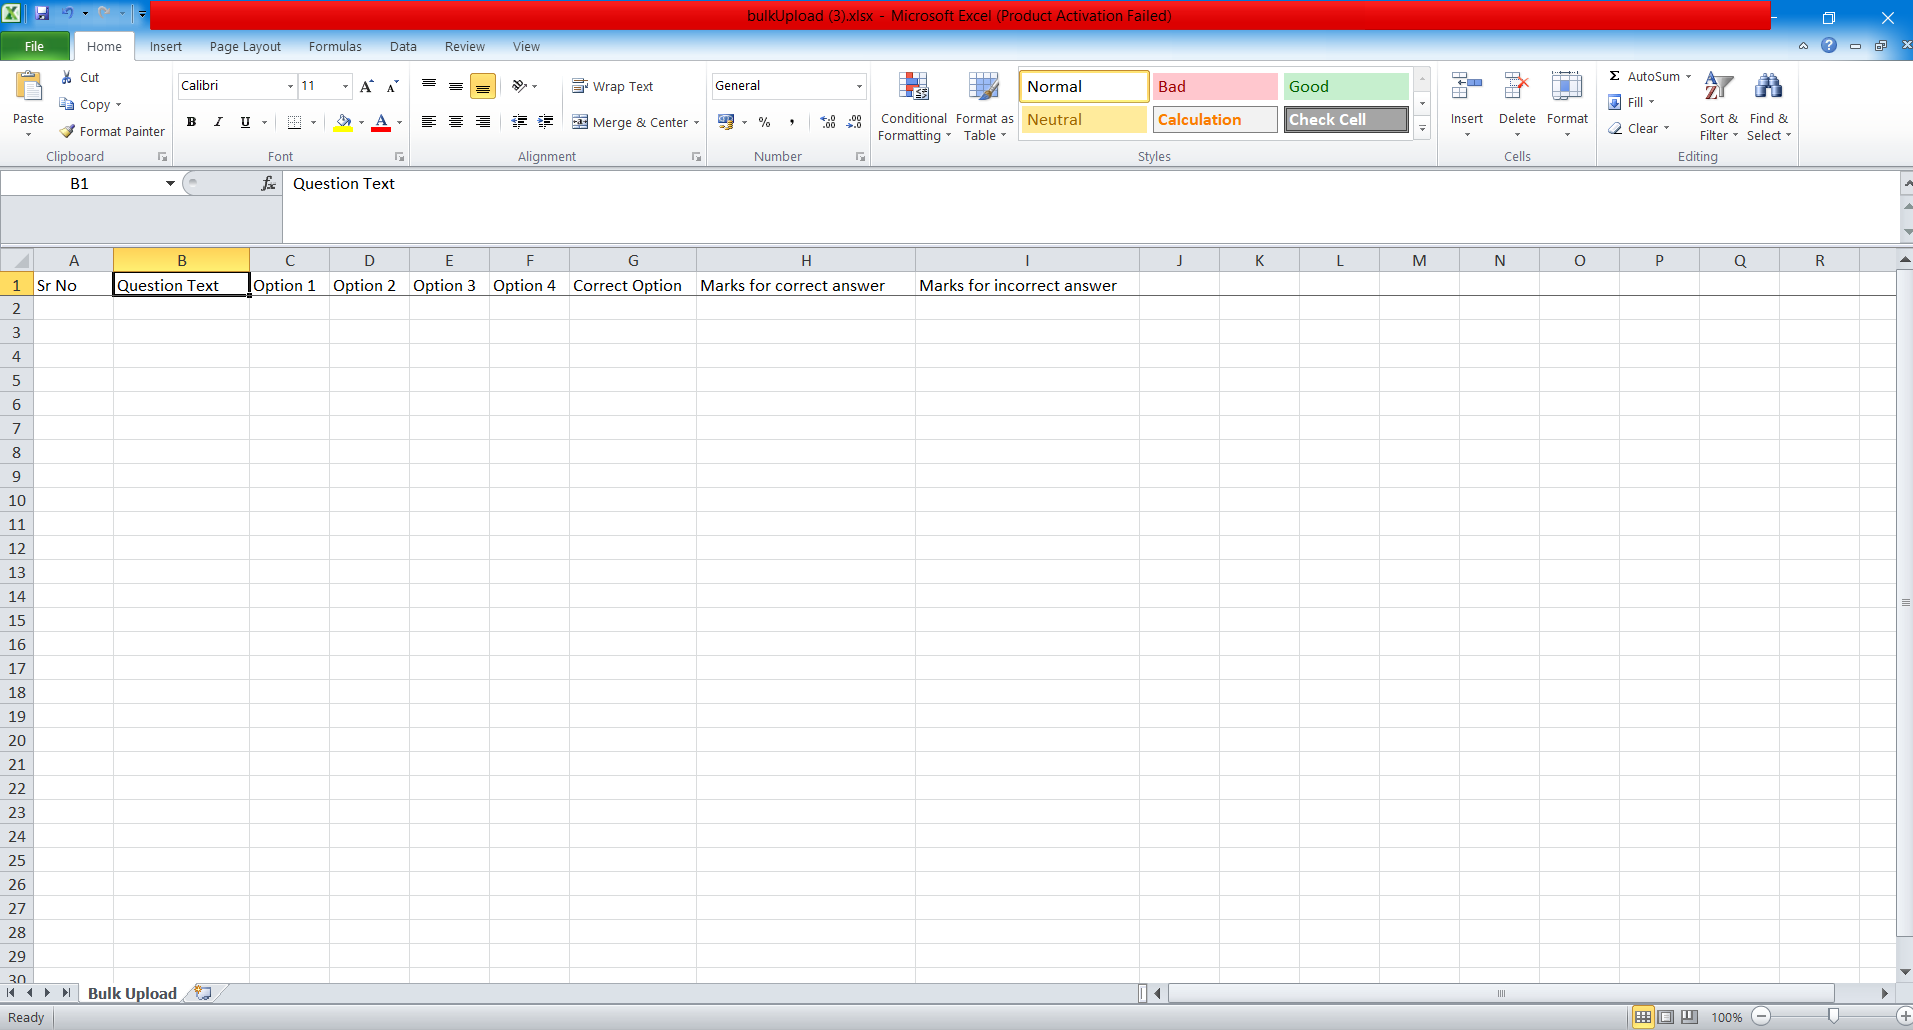 bulkUpload (3).xlsx - Microsoft Excel (Product Activation Failed)
File Home Insert Page Layout Formulas Data Review View
Paste
Cut
Copy
Format Painter
Clipboard
Calibri 11
B I U
Font
Wrap Text
Merge & Center
Alignment
General
% ,
Number
Conditional Formatting
Format as Table
Normal Bad Good
Neutral Calculation Check Cell
Styles
Insert Delete Format
Cells
Σ AutoSum
Fill
Clear
Sort & Filter
Find & Select
Editing
B1 fx Question Text
A B C D E F G H I J K L M N O P Q R
1 Sr No Question Text Option 1 Option 2 Option 3 Option 4 Correct Option Marks for correct answer Marks for incorrect answer
2
3
4
5
6
7
8
9
10
11
12
13
14
15
16
17
18
19
20
21
22
23
24
25
26
27
28
29
30
Bulk Upload
Ready 100%